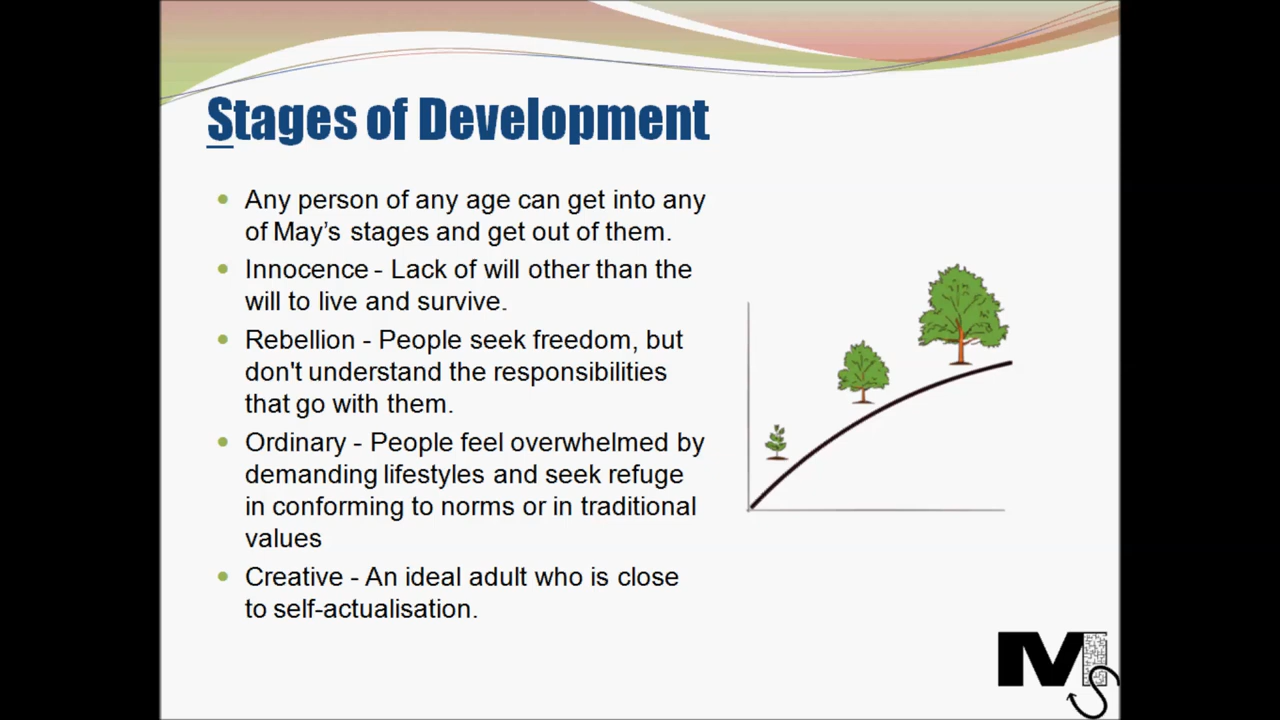 Stages of Development
Any person of any age can get into any
of May’s stages and get out of them.
Innocence - Lack of will other than the
will to live and survive.
Rebellion - People seek freedom, but
don't understand the responsibilities
that go with them.
Ordinary - People feel overwhelmed by
demanding lifestyles and seek refuge
in conforming to norms or in traditional
values
Creative - An ideal adult who is close
to self-actualisation.
MS